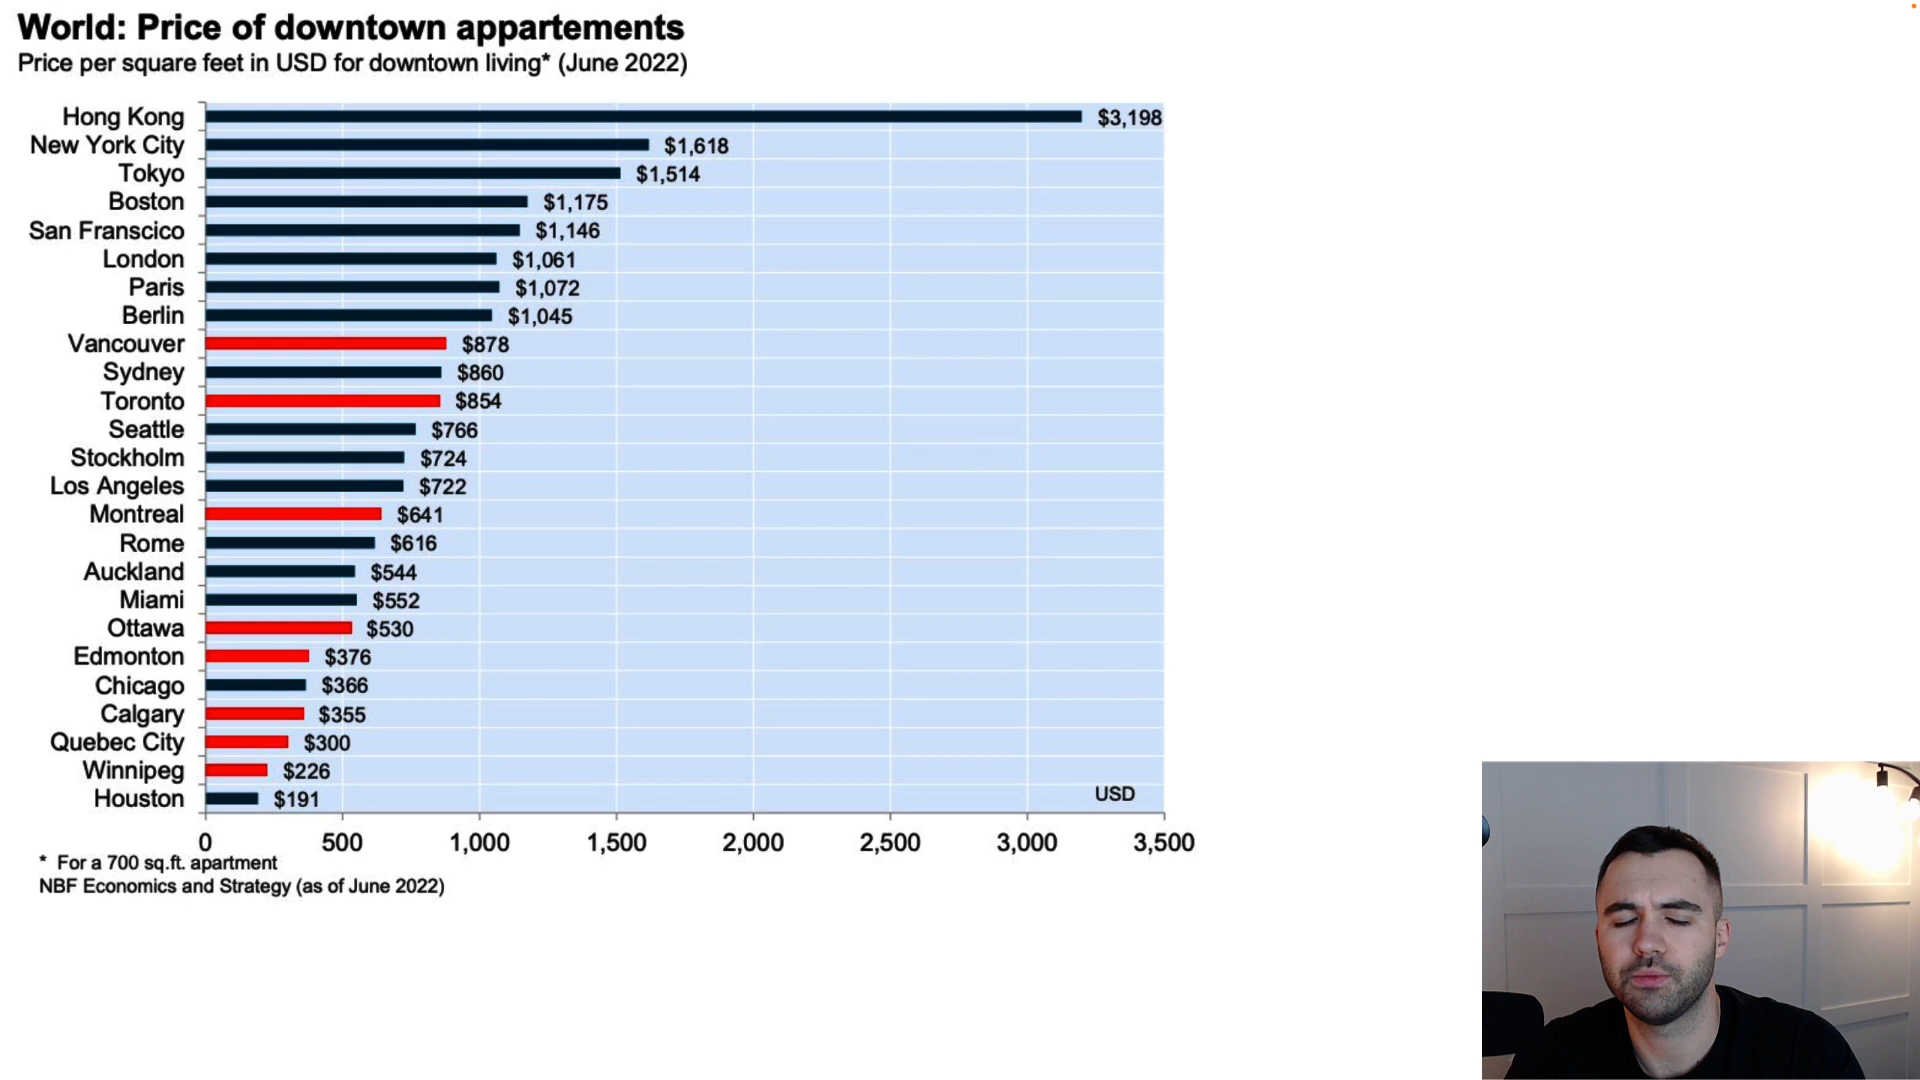 World: Price of downtown appartements
Price per square feet in USD for downtown living* (June 2022)
Hong Kong $3,198
New York City $1,618
Tokyo $1,514
Boston $1,175
San Franscico $1,146
London $1,061
Paris $1,072
Berlin $1,045
Vancouver $878
Sydney $860
Toronto $854
Seattle $766
Stockholm $724
Los Angeles $722
Montreal $641
Rome $616
Auckland $544
Miami $552
Ottawa $530
Edmonton $376
Chicago $366
Calgary $355
Quebec City $300
Winnipeg $226
Houston $191
USD
0 500 1,000 1,500 2,000 2,500 3,000 3,500
* For a 700 sq.ft. apartment
NBF Economics and Strategy (as of June 2022)